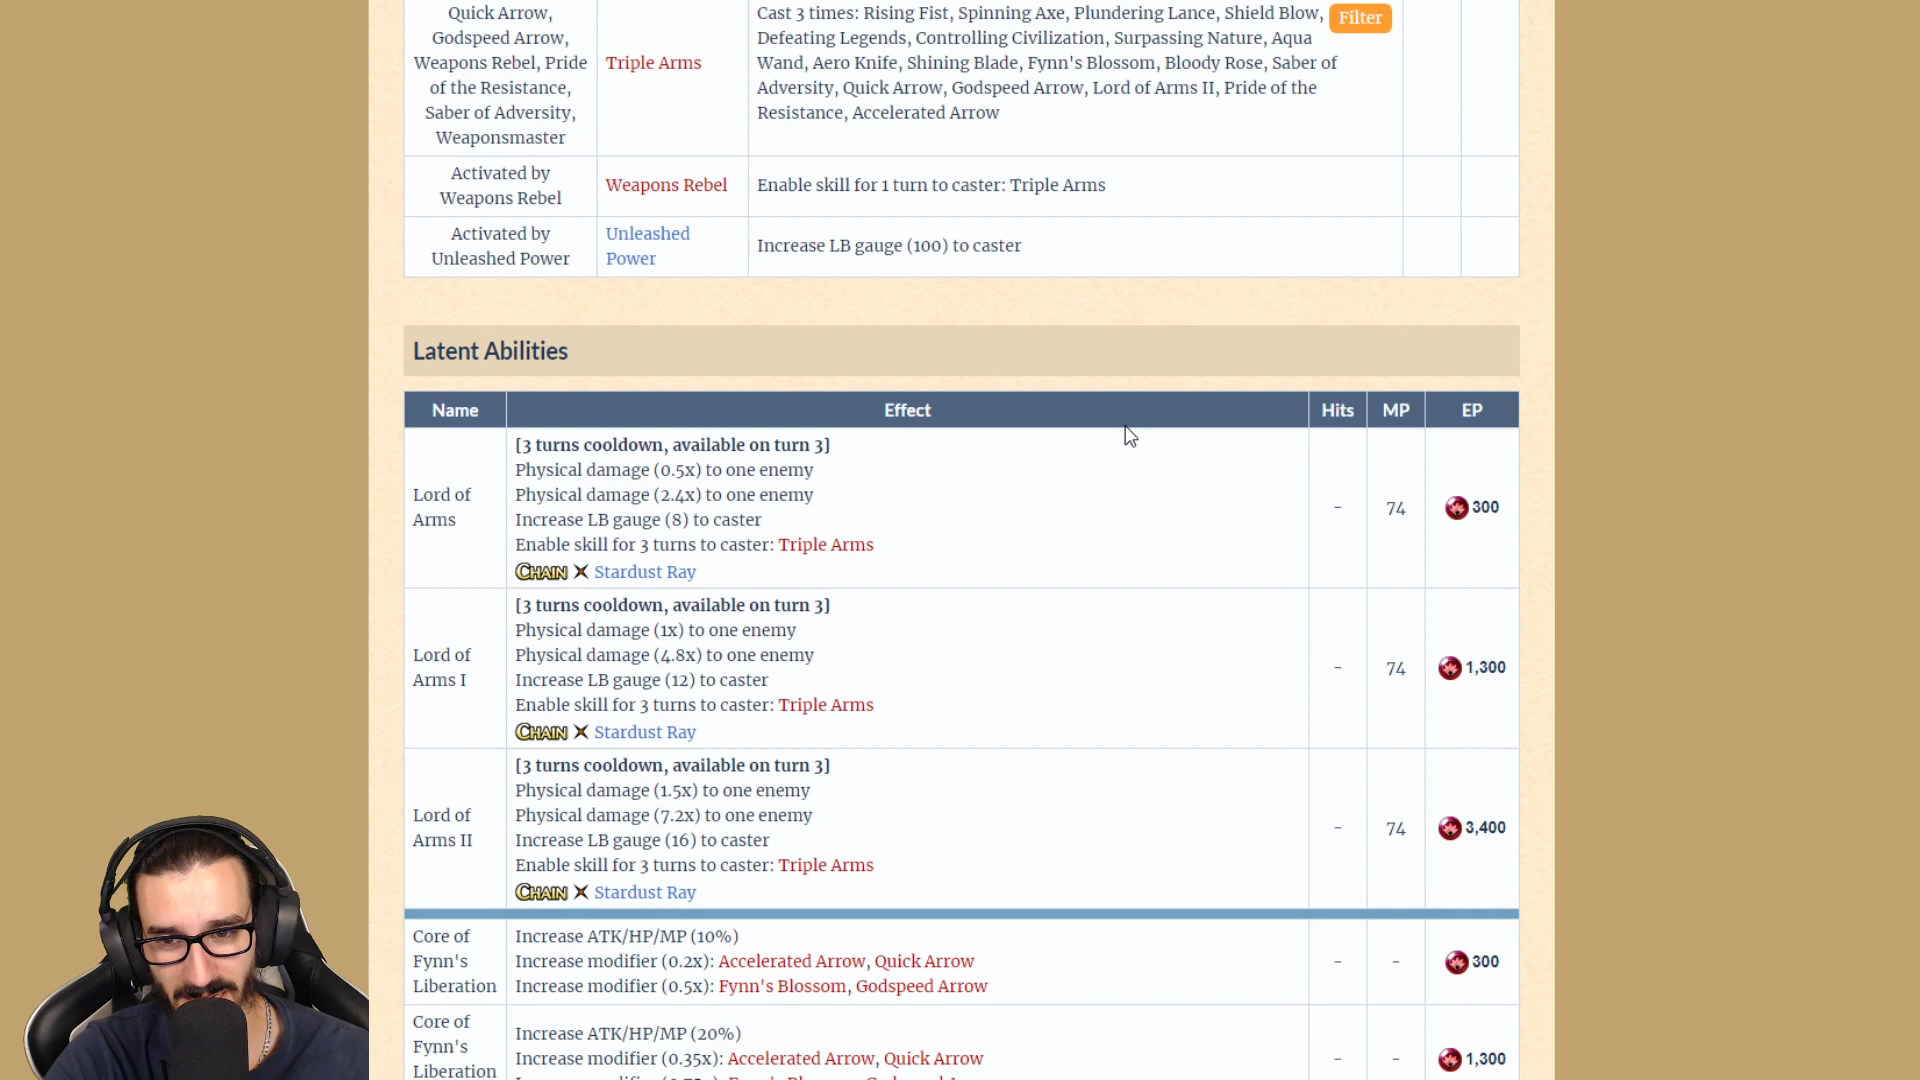 Quick Arrow,
Godspeed Arrow,
Weapons Rebel, Pride
of the Resistance,
Saber of Adversity,
Weaponsmaster
Triple Arms
Cast 3 times: Rising Fist, Spinning Axe, Plundering Lance, Shield Blow,
Defeating Legends, Controlling Civilization, Surpassing Nature, Aqua
Wand, Aero Knife, Shining Blade, Fynn's Blossom, Bloody Rose, Saber of
Adversity, Quick Arrow, Godspeed Arrow, Lord of Arms II, Pride of the
Resistance, Accelerated Arrow
Filter
Activated by
Weapons Rebel
Weapons Rebel
Enable skill for 1 turn to caster: Triple Arms
Activated by
Unleashed Power
Unleashed
Power
Increase LB gauge (100) to caster
Latent Abilities
Name Effect Hits MP EP
Lord of
Arms
[3 turns cooldown, available on turn 3]
Physical damage (0.5x) to one enemy
Physical damage (2.4x) to one enemy
Increase LB gauge (8) to caster
Enable skill for 3 turns to caster: Triple Arms
CHAIN Stardust Ray
- 74 300
Lord of
Arms I
[3 turns cooldown, available on turn 3]
Physical damage (1x) to one enemy
Physical damage (4.8x) to one enemy
Increase LB gauge (12) to caster
Enable skill for 3 turns to caster: Triple Arms
CHAIN Stardust Ray
- 74 1,300
Lord of
Arms II
[3 turns cooldown, available on turn 3]
Physical damage (1.5x) to one enemy
Physical damage (7.2x) to one enemy
Increase LB gauge (16) to caster
Enable skill for 3 turns to caster: Triple Arms
CHAIN Stardust Ray
- 74 3,400
Core of
Fynn's
Liberation
Increase ATK/HP/MP (10%)
Increase modifier (0.2x): Accelerated Arrow, Quick Arrow
Increase modifier (0.5x): Fynn's Blossom, Godspeed Arrow
- - 300
Core of
Fynn's
Liberation
Increase ATK/HP/MP (20%)
Increase modifier (0.35x): Accelerated Arrow, Quick Arrow
- - 1,300